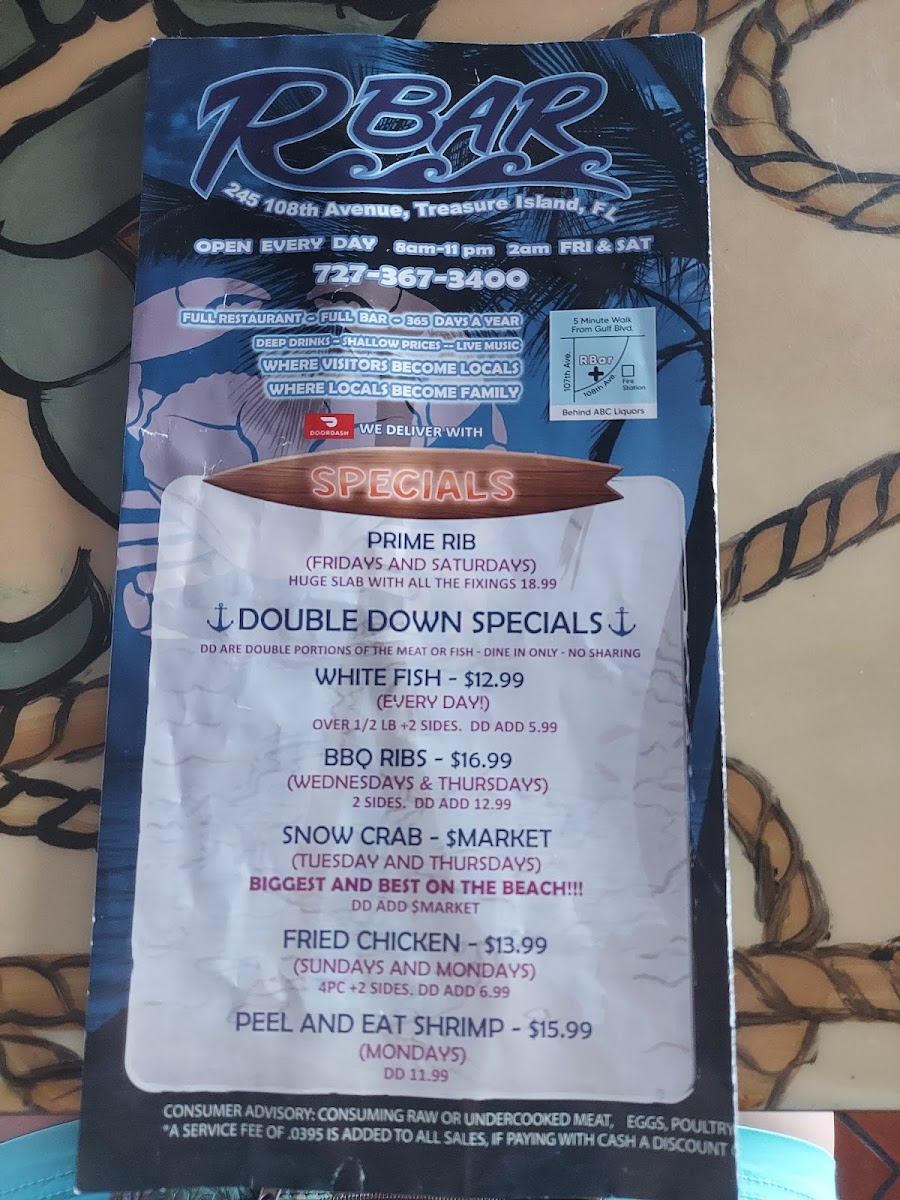 RBAR
245 108th Avenue, Treasure Island, FL
OPEN EVERY DAY 8am-11 pm 2am FRI & SAT
727-367-3400
FULL RESTAURANT - FULL BAR - 365 DAYS A YEAR
DEEP DRINKS - SHALLOW PRICES -- LIVE MUSIC
WHERE VISITORS BECOME LOCALS
WHERE LOCALS BECOME FAMILY
5 Minute Walk
From Gulf Blvd.
107th Ave.
RBar
108th Ave
Fire
Station
Behind ABC Liquors
DOORDASH WE DELIVER WITH
SPECIALS
PRIME RIB
(FRIDAYS AND SATURDAYS)
HUGE SLAB WITH ALL THE FIXINGS 18.99
DOUBLE DOWN SPECIALS
DD ARE DOUBLE PORTIONS OF THE MEAT OR FISH - DINE IN ONLY - NO SHARING
WHITE FISH - $12.99
(EVERY DAY!)
OVER 1/2 LB +2 SIDES. DD ADD 5.99
BBQ RIBS - $16.99
(WEDNESDAYS & THURSDAYS)
2 SIDES. DD ADD 12.99
SNOW CRAB - $MARKET
(TUESDAY AND THURSDAYS)
BIGGEST AND BEST ON THE BEACH!!!
DD ADD $MARKET
FRIED CHICKEN - $13.99
(SUNDAYS AND MONDAYS)
4PC +2 SIDES. DD ADD 6.99
PEEL AND EAT SHRIMP - $15.99
(MONDAYS)
DD 11.99
CONSUMER ADVISORY: CONSUMING RAW OR UNDERCOOKED MEAT, EGGS, POULTRY
*A SERVICE FEE OF .0395 IS ADDED TO ALL SALES, IF PAYING WITH CASH A DISCOUNT